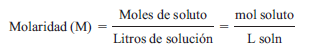 Molaridad (M) = Moles de soluto / Litros de solución = mol soluto / L soln